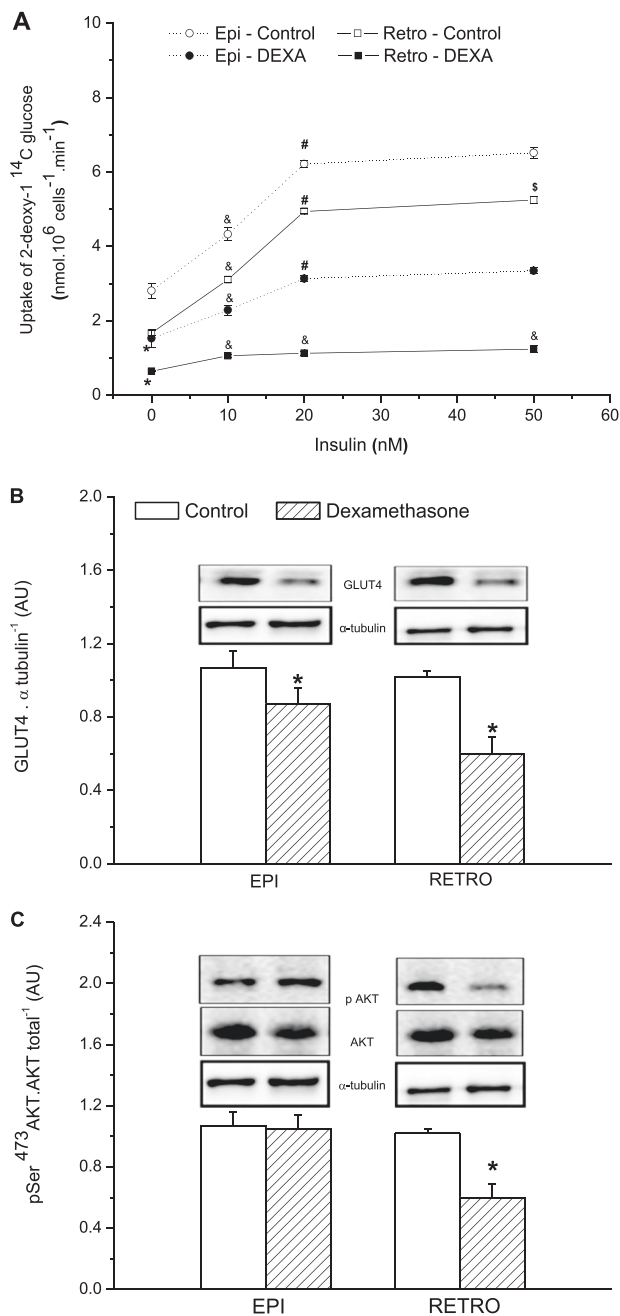 A
Epi - Control
Retro - Control
Epi - DEXA
Retro - DEXA
Uptake of 2-deoxy-1 ¹⁴C glucose
(nmol.10⁶ cells⁻¹.min⁻¹)
10
8
6
4
2
0
# # # & & & & & & $ * *
0 10 20 30 40 50 60
Insulin (nM)
B
Control
Dexamethasone
GLUT4 . α tubulin⁻¹ (AU)
2.0
1.6
1.2
0.8
0.4
0.0
GLUT4
α-tubulin
* *
EPI RETRO
C
pSer ⁴⁷³AKT.AKT total⁻¹ (AU)
2.4
2.0
1.6
1.2
0.8
0.4
0.0
p AKT
AKT
α-tubulin
*
EPI RETRO